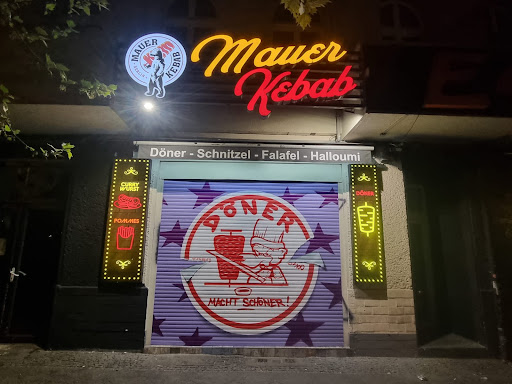 MAUER
KEBAB
Mauer
Kebab
Döner - Schnitzel - Falafel - Halloumi
CURRY
WURST
POMMES
DÖNER
DÖNER
MACHT SCHÖNER!